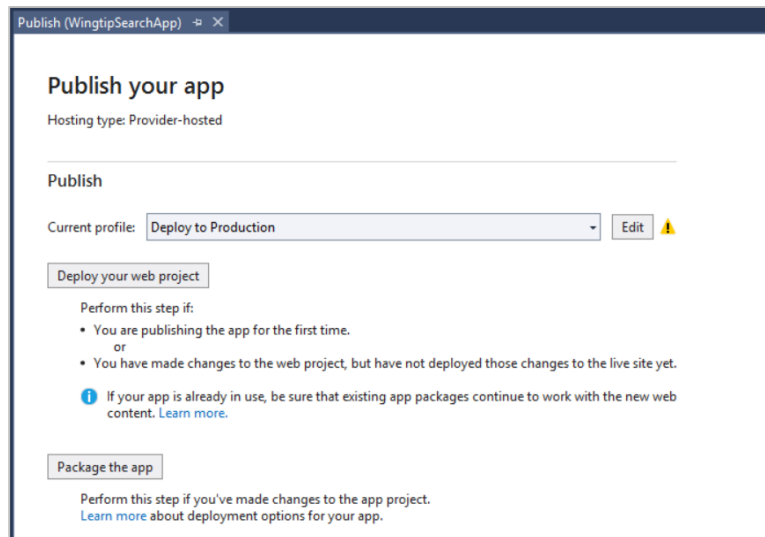 Publish (WingtipSearchApp)
Publish your app
Hosting type: Provider-hosted
Publish
Current profile: Deploy to Production Edit
Deploy your web project
Perform this step if:
• You are publishing the app for the first time.
or
• You have made changes to the web project, but have not deployed those changes to the live site yet.
If your app is already in use, be sure that existing app packages continue to work with the new web
content. Learn more.
Package the app
Perform this step if you've made changes to the app project.
Learn more about deployment options for your app.